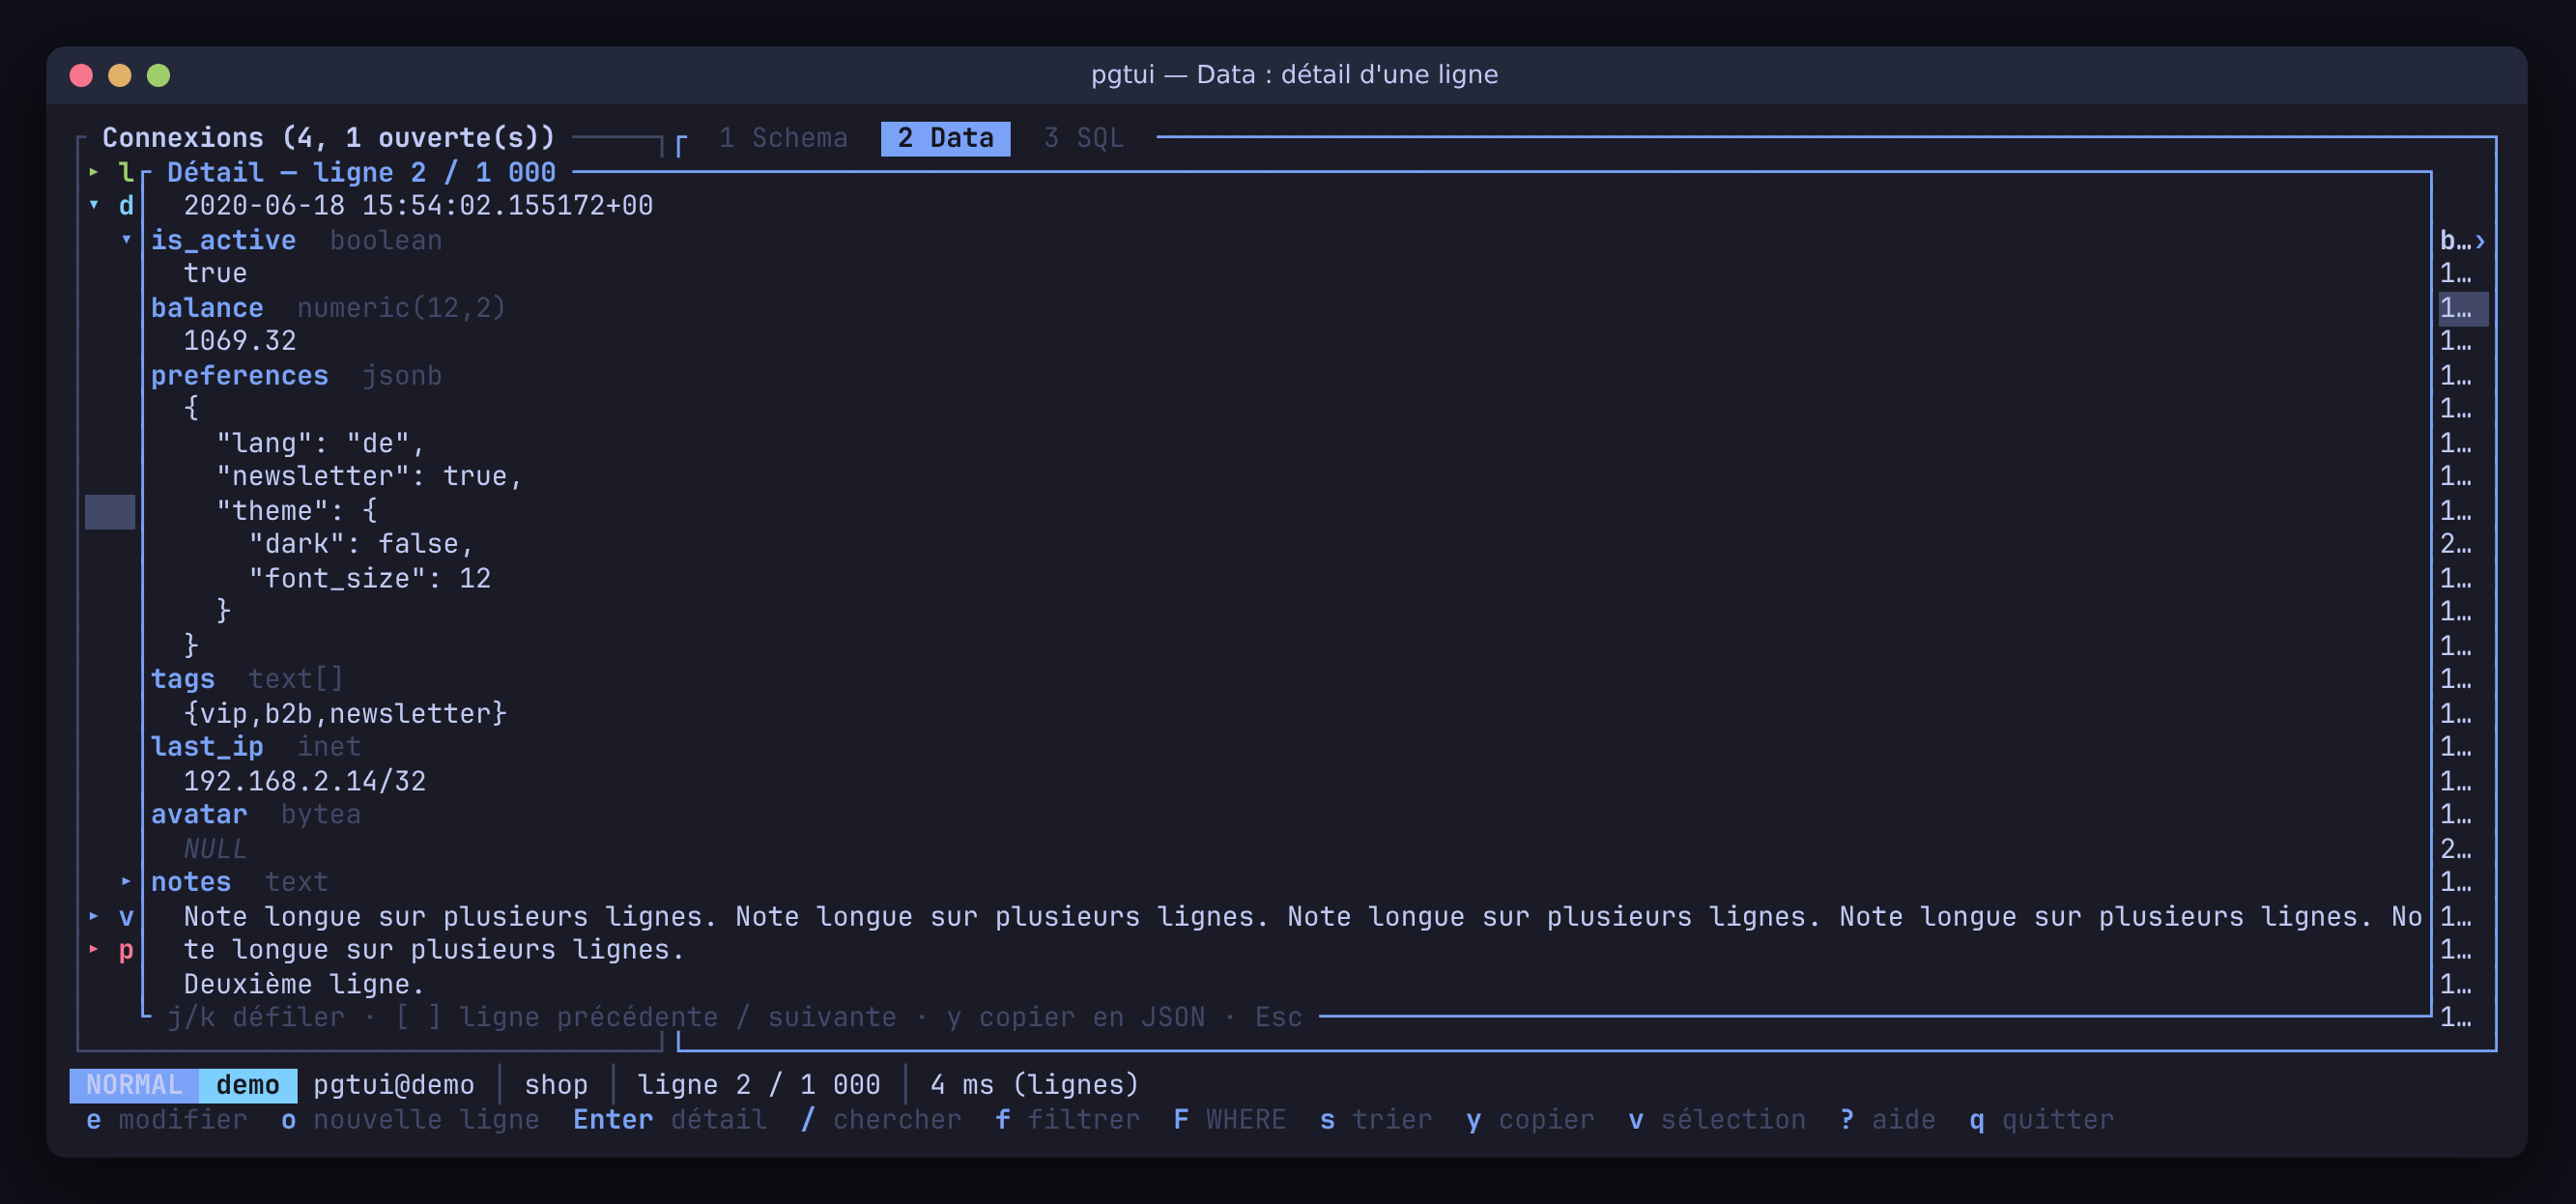 pgtui — Data : détail d'une ligne
Connexions (4, 1 ouverte(s)) 1 Schema 2 Data 3 SQL
▸ l Détail — ligne 2 / 1 000
▾ d 2020-06-18 15:54:02.155172+00
▾ is_active boolean b…›
true 1…
balance numeric(12,2) 1…
1069.32 1…
preferences jsonb 1…
{ 1…
"lang": "de", 1…
"newsletter": true, 1…
"theme": { 1…
"dark": false, 2…
"font_size": 12 1…
} 1…
} 1…
tags text[] 1…
{vip,b2b,newsletter} 1…
last_ip inet 1…
192.168.2.14/32 1…
avatar bytea 1…
NULL 2…
▸ notes text 1…
▸ v Note longue sur plusieurs lignes. Note longue sur plusieurs lignes. Note longue sur plusieurs lignes. Note longue sur plusieurs lignes. No 1…
▸ p te longue sur plusieurs lignes. 1…
Deuxième ligne. 1…
j/k défiler · [ ] ligne précédente / suivante · y copier en JSON · Esc 1…
NORMAL demo pgtui@demo │ shop │ ligne 2 / 1 000 │ 4 ms (lignes)
e modifier o nouvelle ligne Enter détail / chercher f filtrer F WHERE s trier y copier v sélection ? aide q quitter